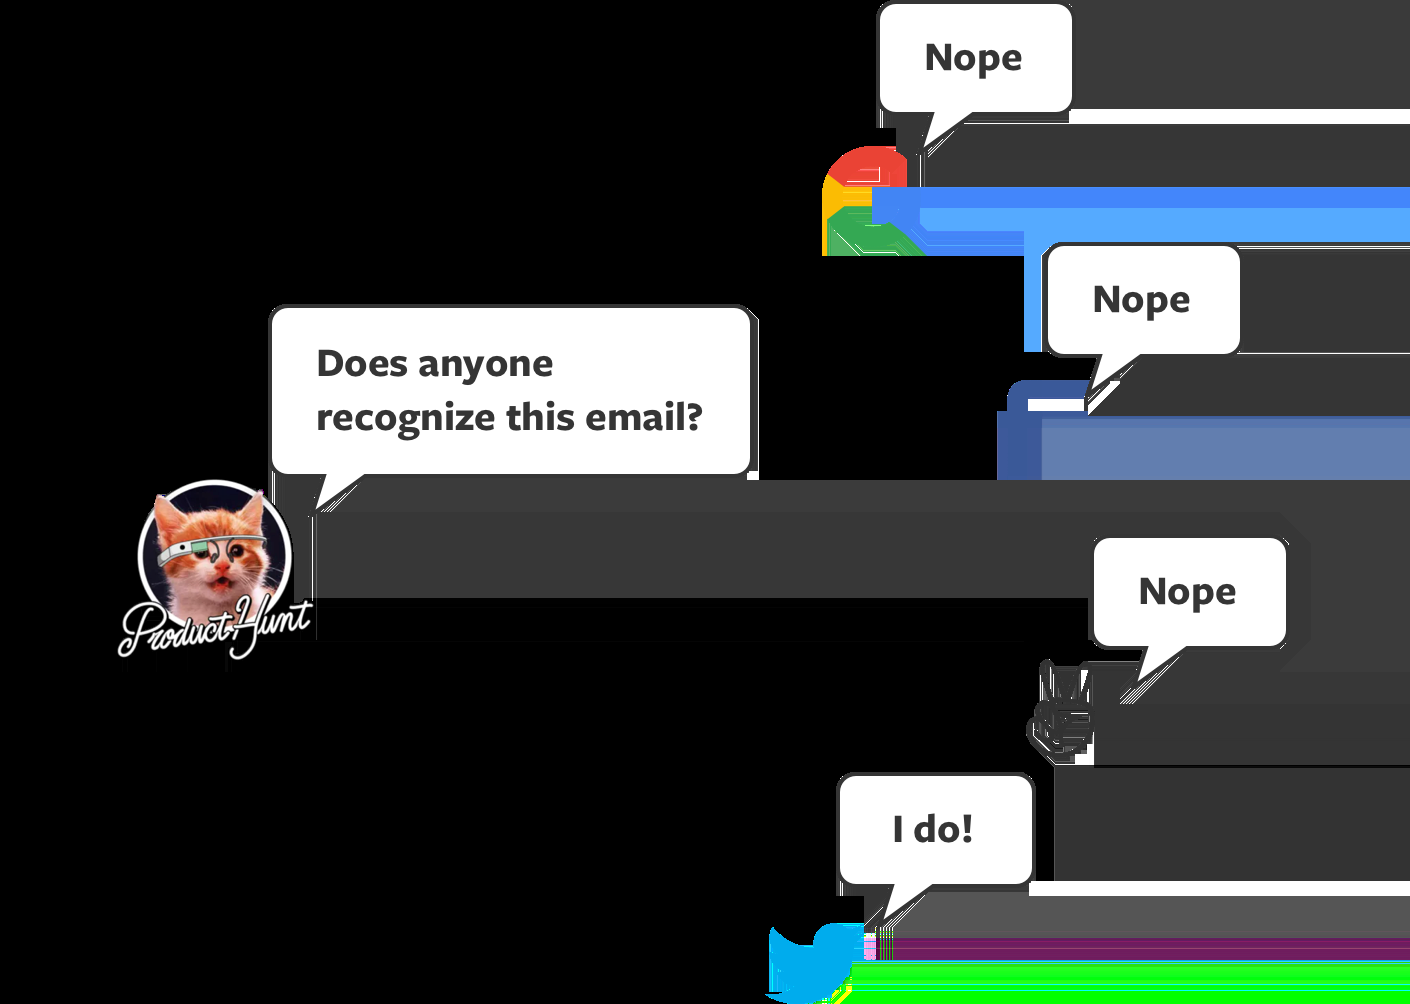 Nope
Nope
Does anyone
recognize this email?
Nope
Product Hunt
I do!